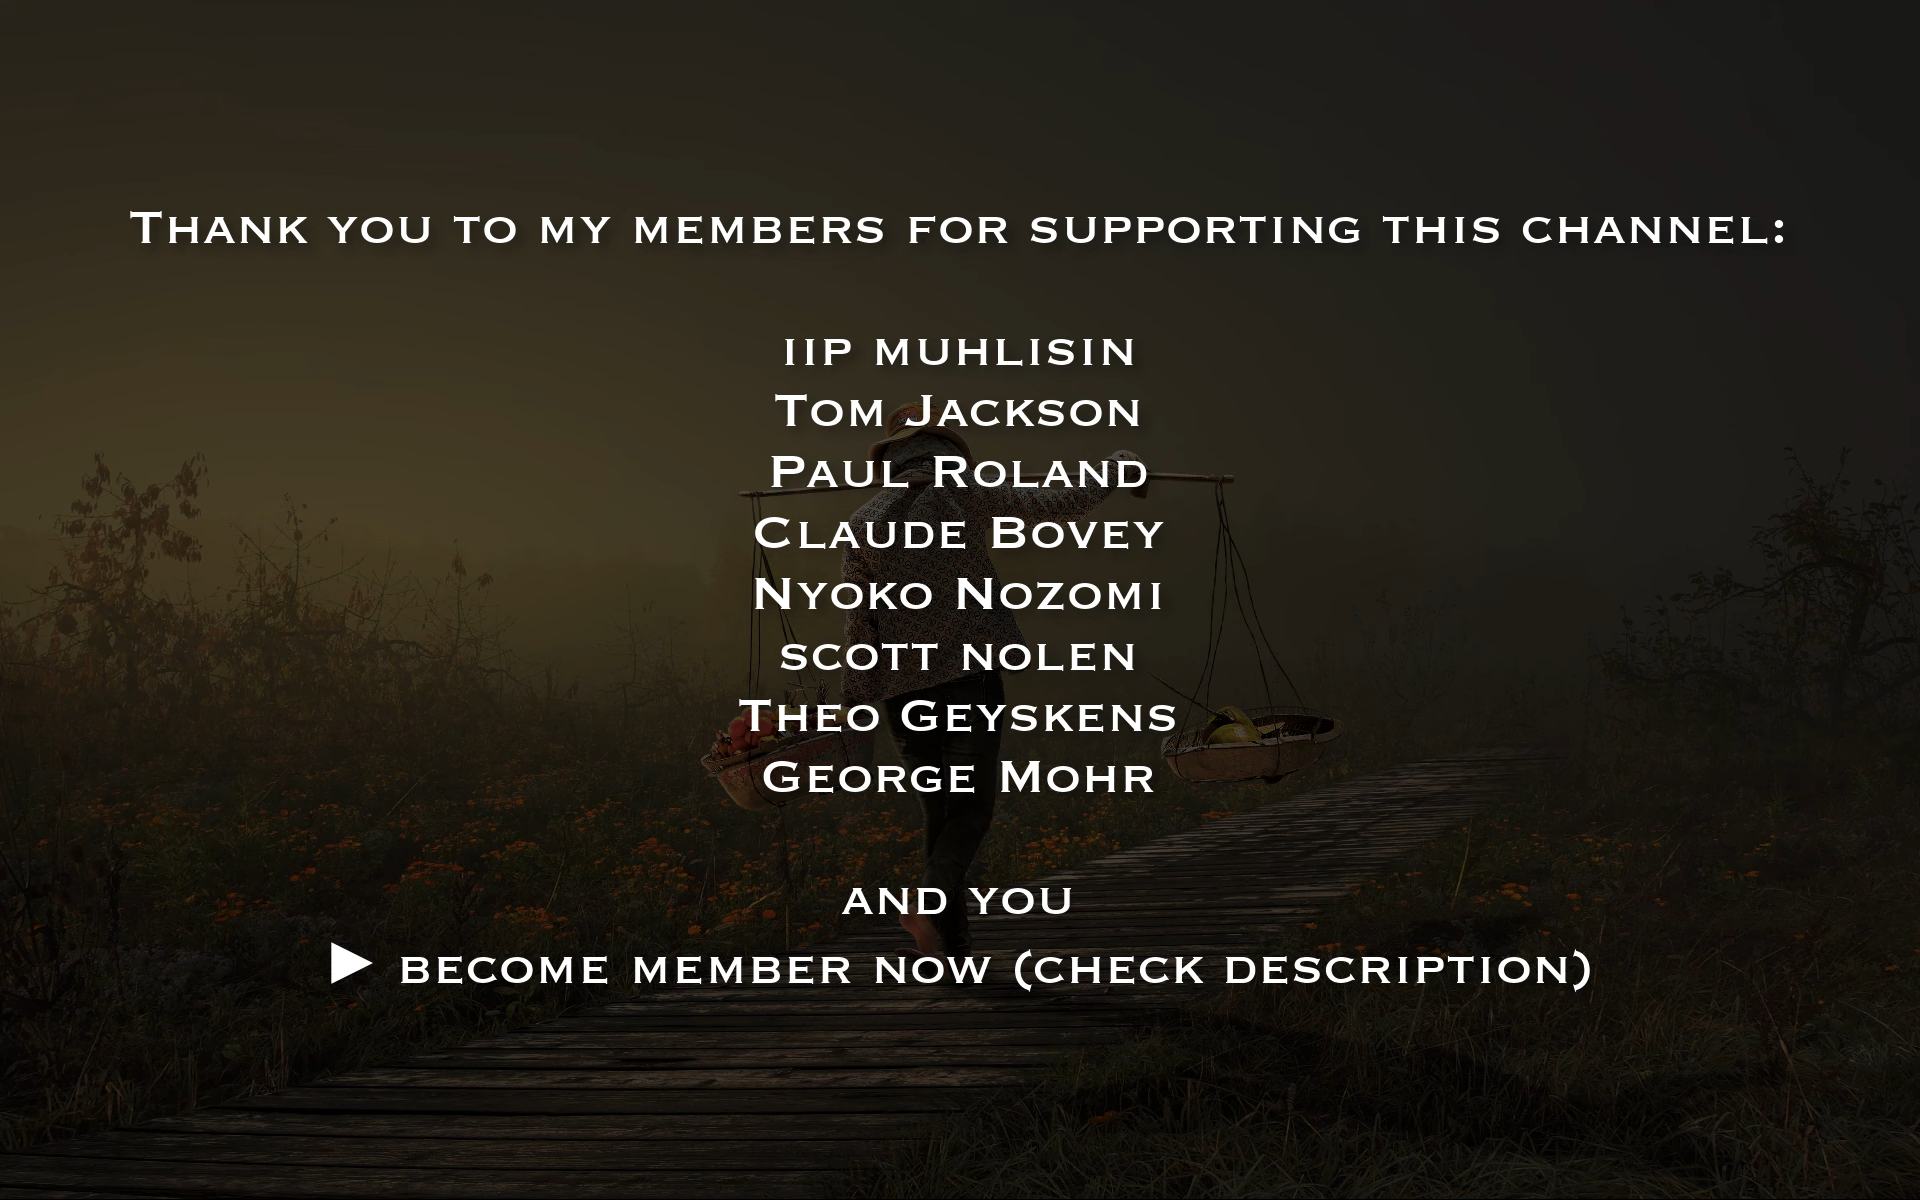 Thank you to my members for supporting this channel:
iip muhlisin
Tom Jackson
Paul Roland
Claude Bovey
Nyoko Nozomi
scott nolen
Theo Geyskens
George Mohr
and you
▶ become member now (check description)